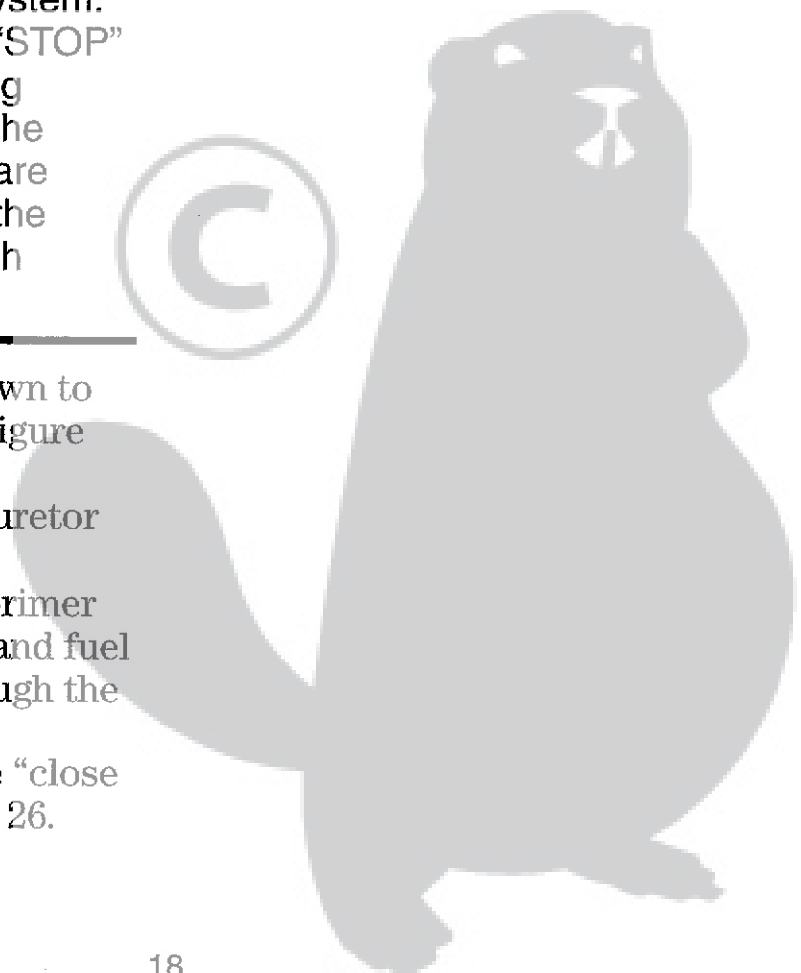 ystem.
“STOP”
g
he
are
the
h
©
wn to
igure
uretor
rimer
and fuel
ugh the
“close
26.
18